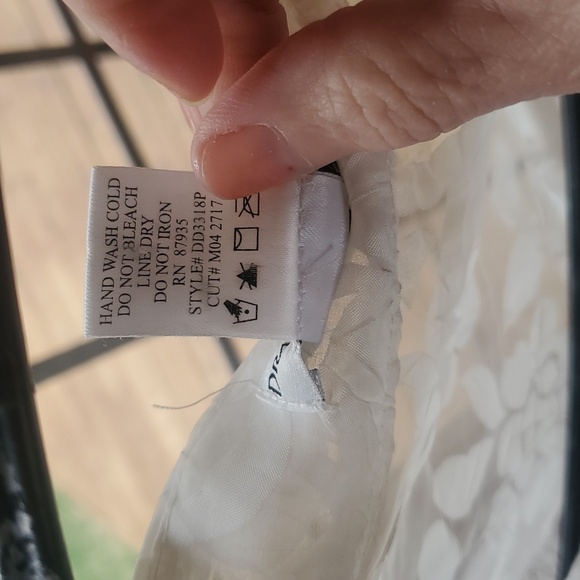 HAND WASH COLD
DO NOT BLEACH
LINE DRY
DO NOT IRON
RN 87935
STYLE# DD3318P
CUT# M04 2717